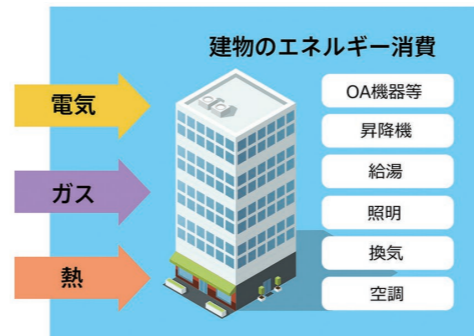 建物のエネルギー消費
電気
ガス
熱
OA機器等
昇降機
給湯
照明
換気
空調